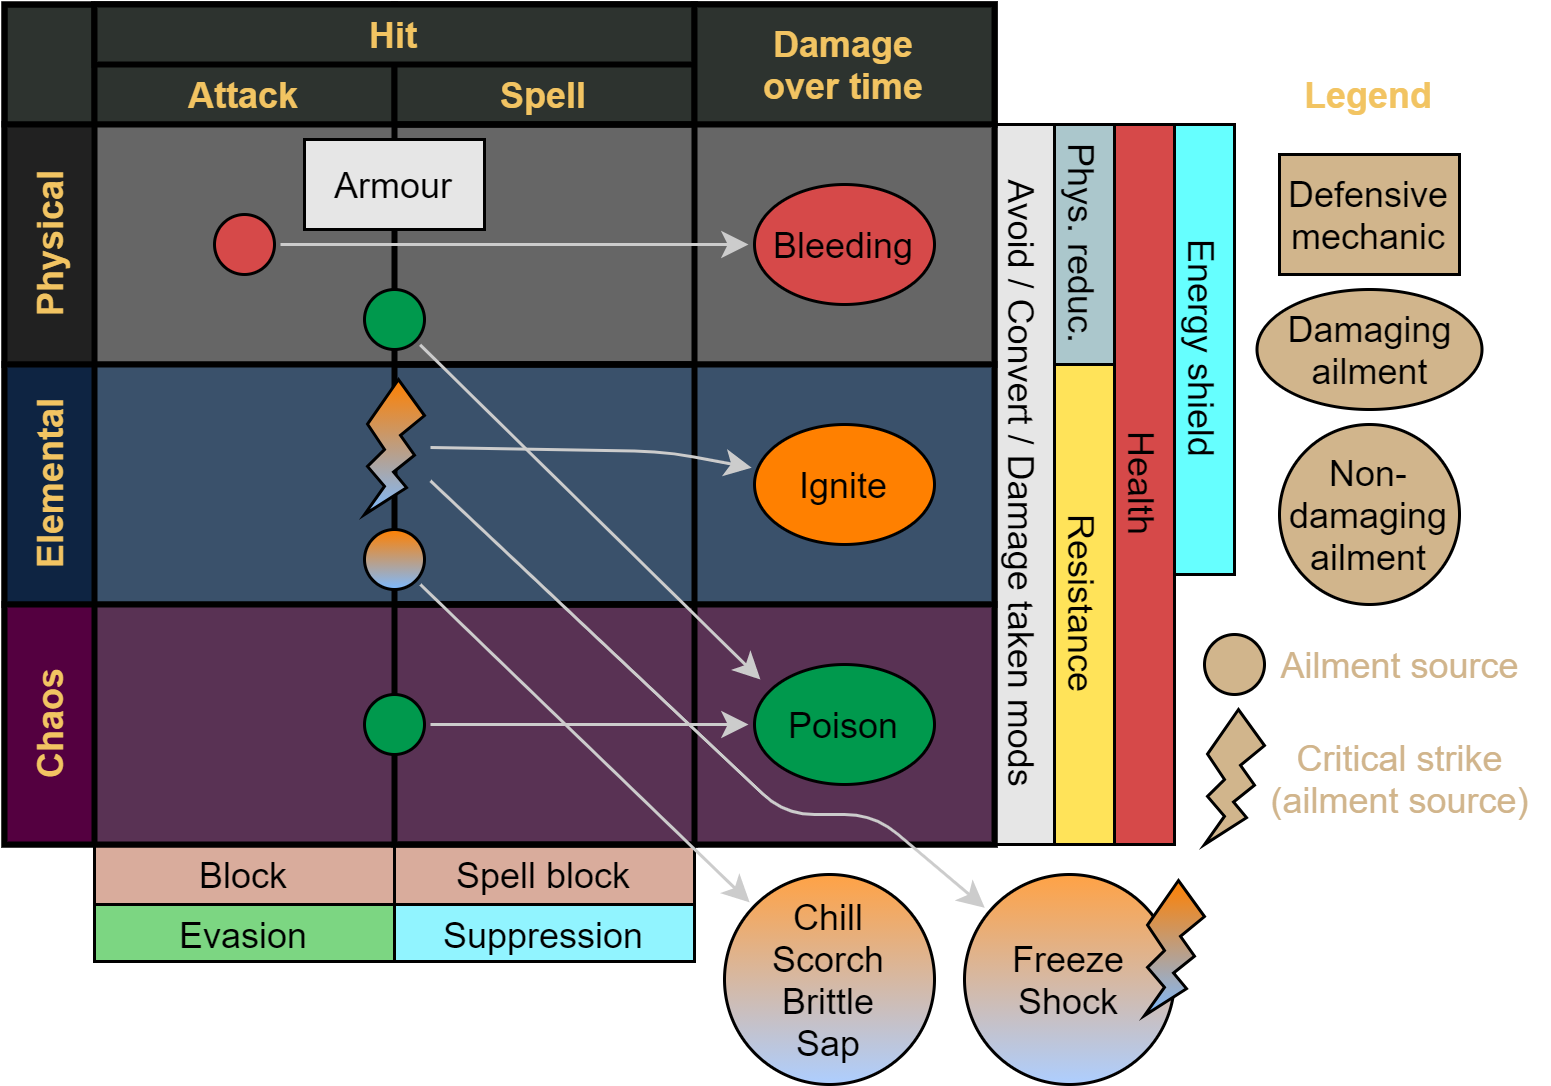 Hit
Damage
over time
Attack
Spell
Legend
Physical
Armour
Bleeding
Avoid / Convert / Damage taken mods
Phys. reduc.
Health
Energy shield
Defensive
mechanic
Damaging
ailment
Elemental
Ignite
Resistance
Non-
damaging
ailment
Chaos
Poison
Ailment source
Critical strike
(ailment source)
Block
Spell block
Evasion
Suppression
Chill
Scorch
Brittle
Sap
Freeze
Shock